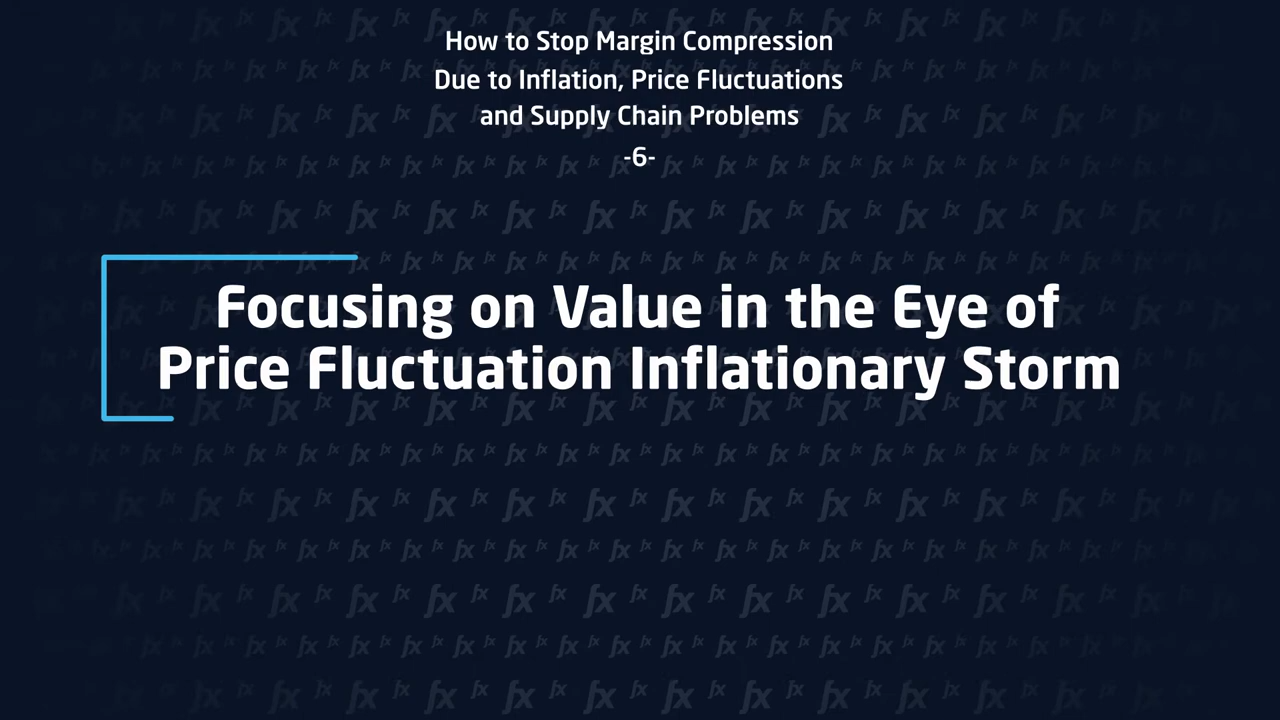 How to Stop Margin Compression
Due to Inflation, Price Fluctuations
and Supply Chain Problems
-6-
Focusing on Value in the Eye of
Price Fluctuation Inflationary Storm